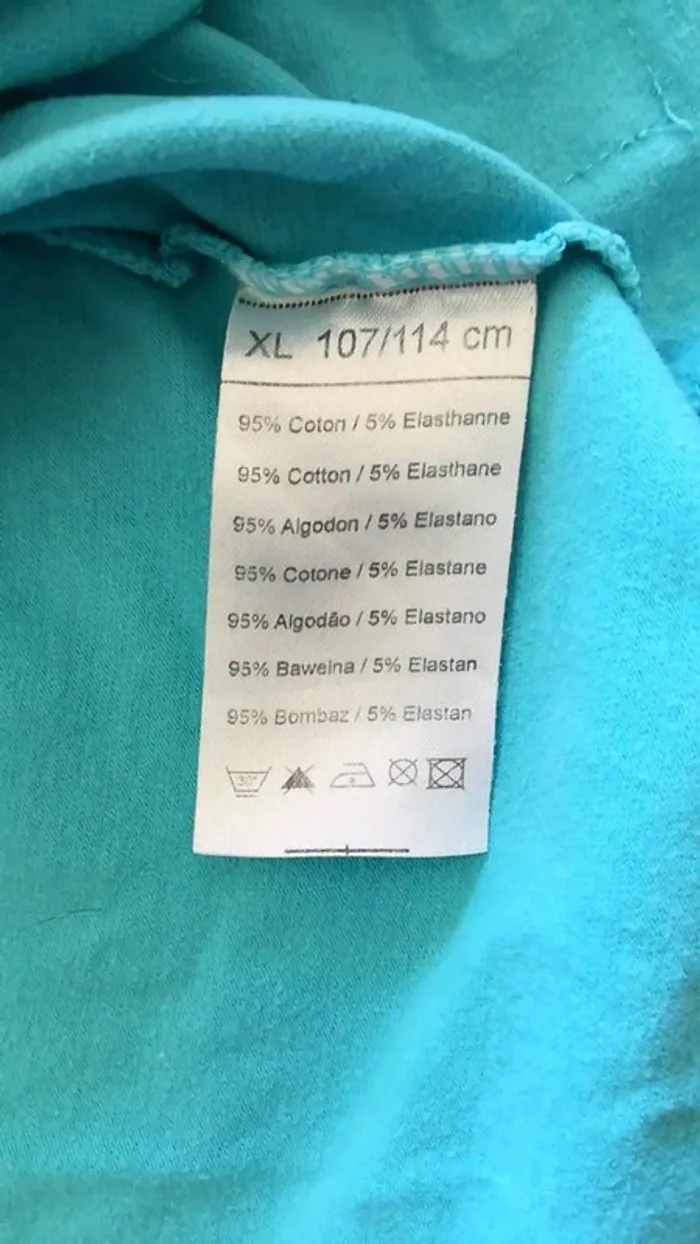 XL 107/114 cm
95% Coton / 5% Elasthanne
95% Cotton / 5% Elasthane
95% Algodon / 5% Elastano
95% Cotone / 5% Elastane
95% Algodão / 5% Elastano
95% Baweina / 5% Elastan
95% Bombaz / 5% Elastan
30°